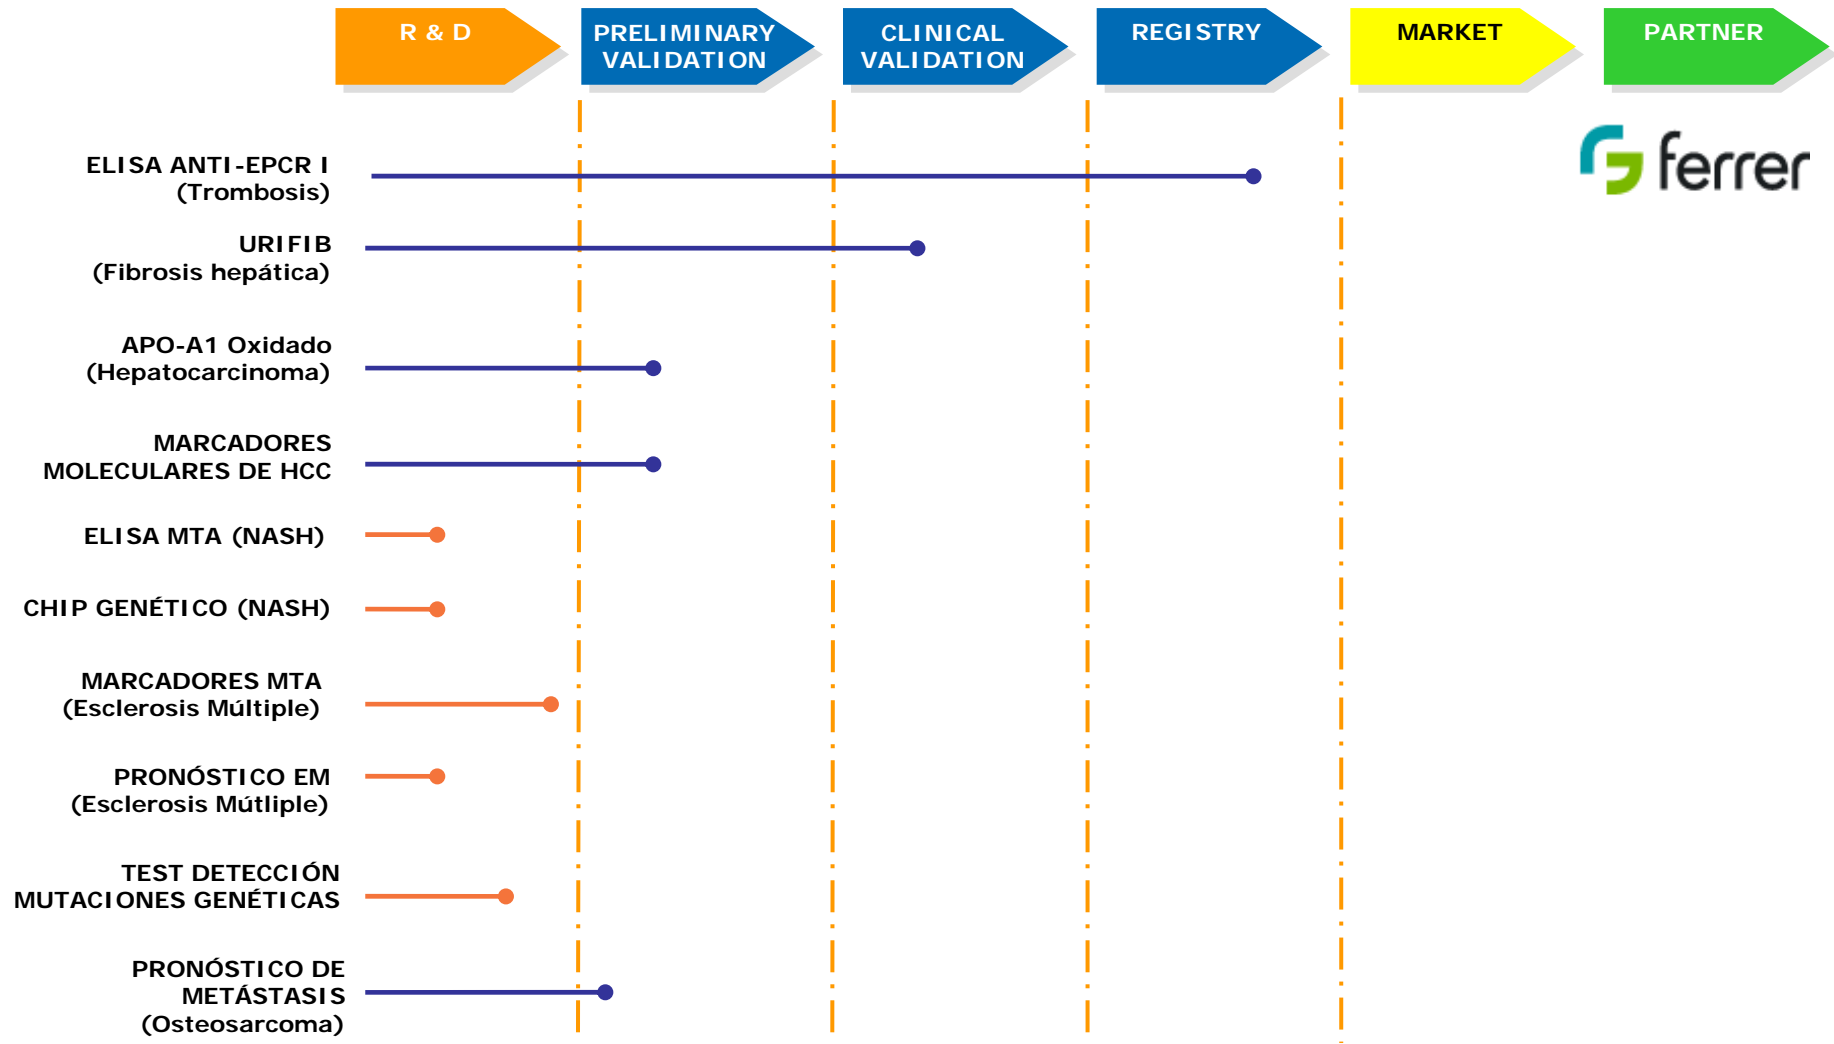 R & D
PRELIMINARY
VALIDATION
CLINICAL
VALIDATION
REGISTRY
MARKET
PARTNER
ferrer
ELISA ANTI-EPCR I
(Trombosis)
URIFIB
(Fibrosis hepática)
APO-A1 Oxidado
(Hepatocarcinoma)
MARCADORES
MOLECULARES DE HCC
ELISA MTA (NASH)
CHIP GENÉTICO (NASH)
MARCADORES MTA
(Esclerosis Múltiple)
PRONÓSTICO EM
(Esclerosis Mútliple)
TEST DETECCIÓN
MUTACIONES GENÉTICAS
PRONÓSTICO DE
METÁSTASIS
(Osteosarcoma)